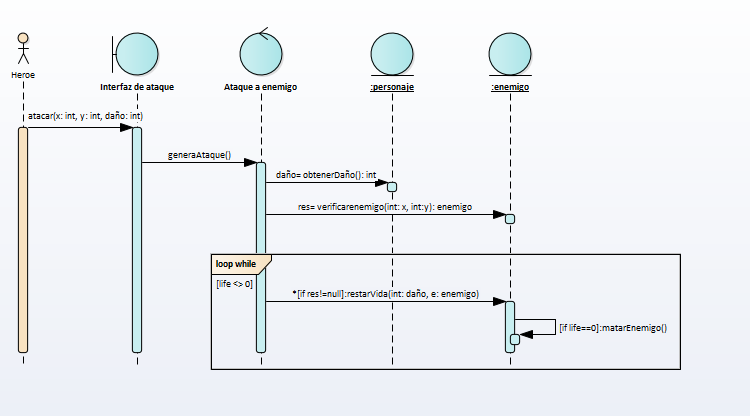 Heroe
Interfaz de ataque
Ataque a enemigo
:personaje
:enemigo
atacar(x: int, y: int, daño: int)
generaAtaque()
daño= obtenerDaño(): int
res= verificarenemigo(int: x, int:y): enemigo
loop while
[life <> 0]
*[if res!=null]:restarVida(int: daño, e: enemigo)
[if life==0]:matarEnemigo()